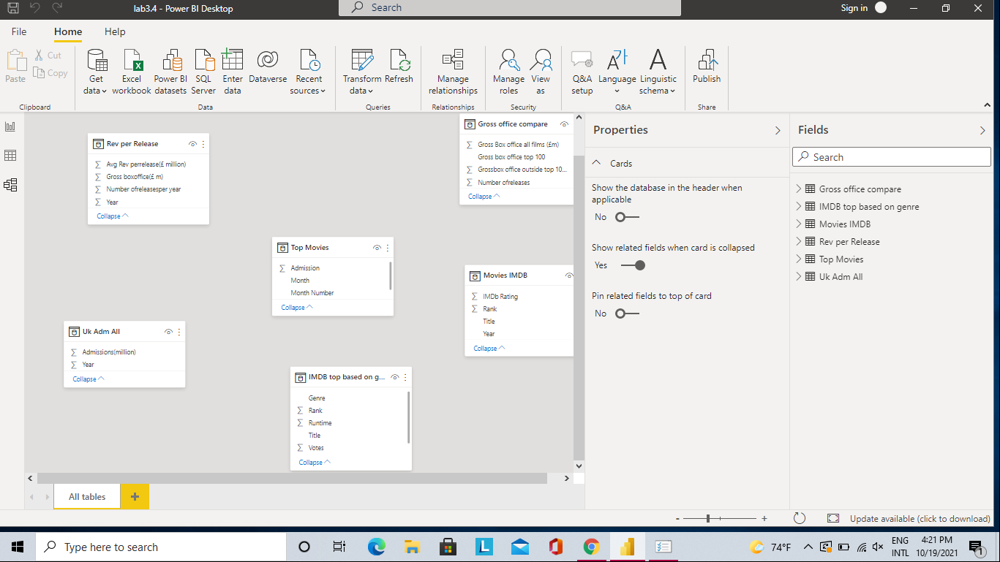 lab3.4 - Power BI Desktop
Search
Sign in
File
Home
Help
Paste
Cut
Copy
Get data
Excel workbook
Power BI datasets
SQL Server
Enter data
Dataverse
Recent sources
Transform data
Refresh
Manage relationships
Manage roles
View as
Q&A setup
Language
Linguistic schema
Publish
Clipboard
Data
Queries
Relationships
Security
Q&A
Share
Rev per Release
Avg Rev perrelease(£ million)
Gross boxoffice(£ m)
Number ofreleasesper year
Year
Collapse
Gross office compare
Gross Box office all films (£m)
Gross box office top 100
Grossbox office outside top 10...
Number ofreleases
Collapse
Top Movies
Admission
Month
Month Number
Collapse
Movies IMDB
IMDb Rating
Rank
Title
Year
Collapse
Uk Adm All
Admissions(million)
Year
Collapse
IMDB top based on g...
Genre
Rank
Runtime
Title
Votes
Collapse
Properties
Cards
Show the database in the header when
applicable
No
Show related fields when card is collapsed
Yes
Pin related fields to top of card
No
Fields
Search
Gross office compare
IMDB top based on genre
Movies IMDB
Rev per Release
Top Movies
Uk Adm All
All tables
Update available (click to download)
Type here to search
74°F
ENG
INTL
4:21 PM
10/19/2021
1